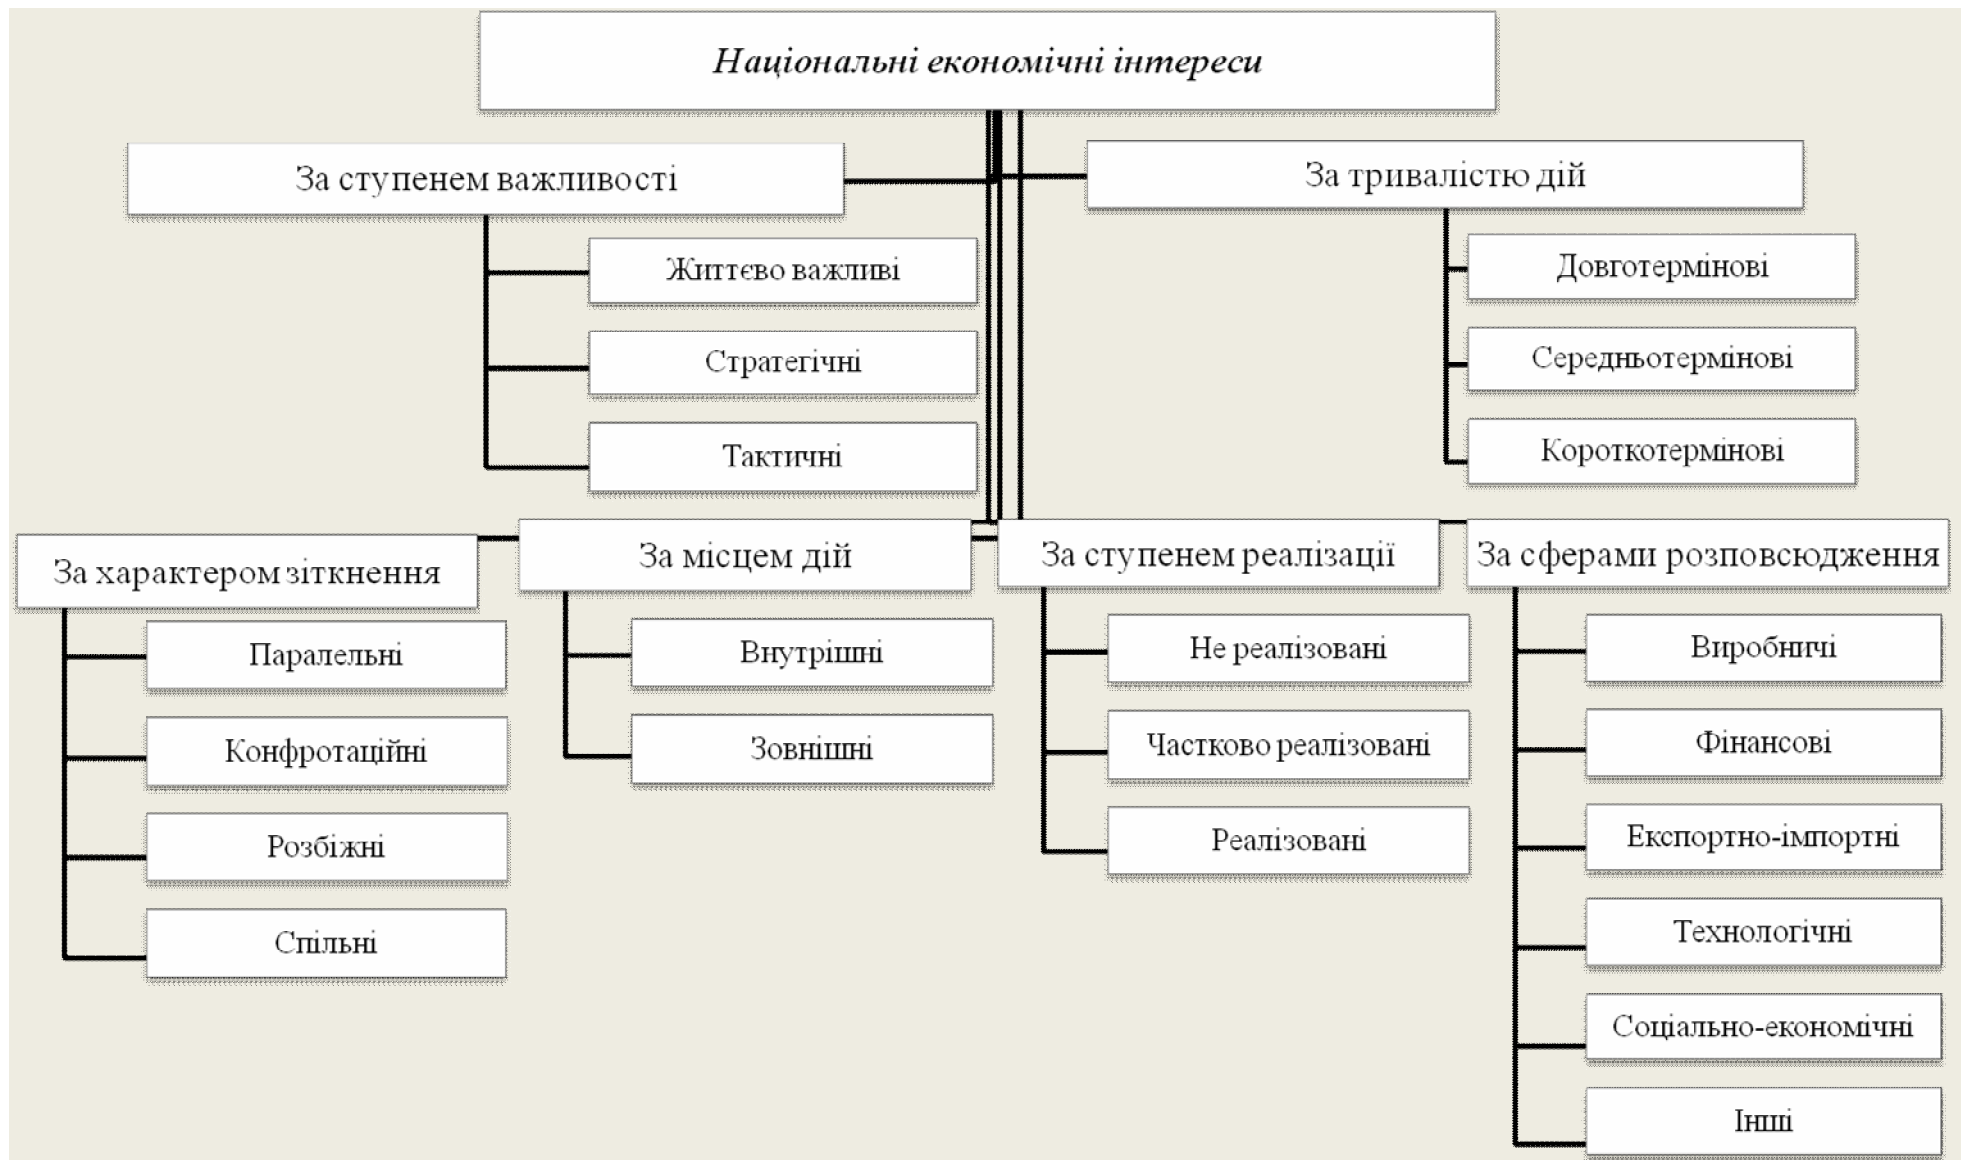 Національні економічні інтереси
За ступенем важливості
Життєво важливі
Стратегічні
Тактичні
За тривалістю дій
Довготермінові
Середньотермінові
Короткотермінові
За характером зіткнення
Паралельні
Конфротаційні
Розбіжні
Спільні
За місцем дій
Внутрішні
Зовнішні
За ступенем реалізації
Не реалізовані
Частково реалізовані
Реалізовані
За сферами розповсюдження
Виробничі
Фінансові
Експортно-імпортні
Технологічні
Соціально-економічні
Інші